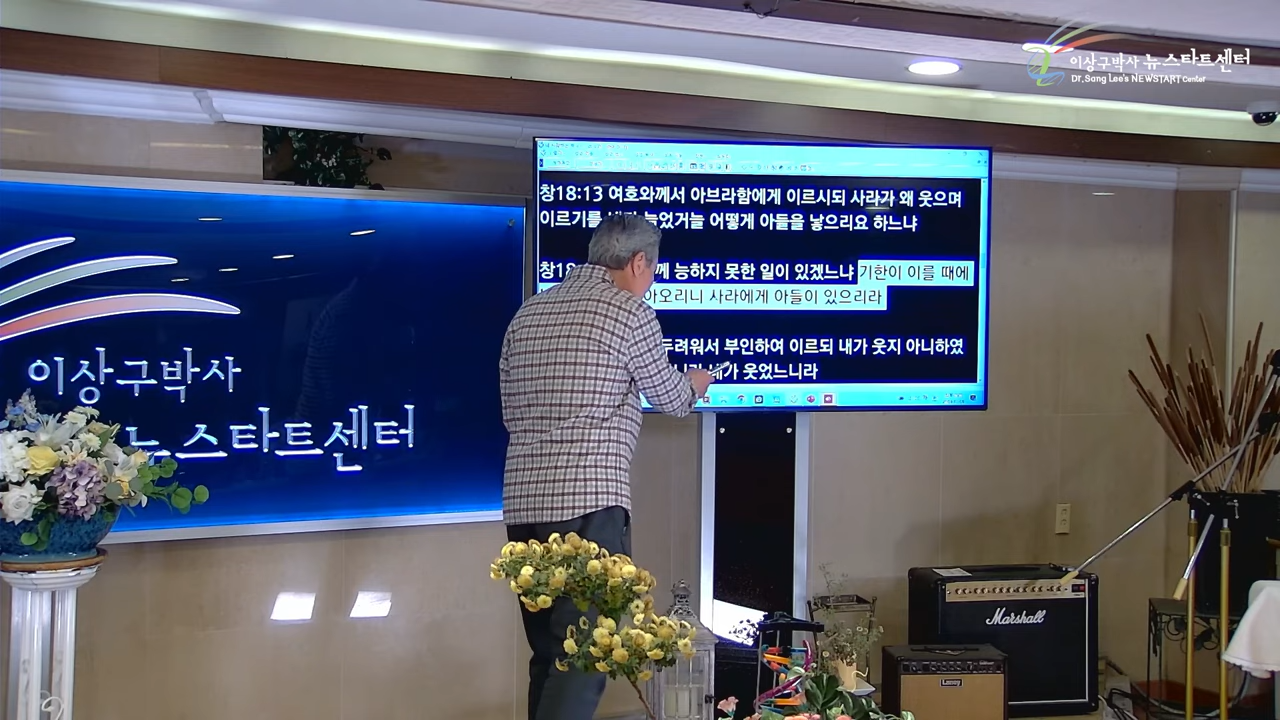 이상구박사 뉴스타트센터
Dr. Sang Lee's NEWSTART Center
창18:13 여호와께서 아브라함에게 이르시되 사라가 왜 웃으며
이르기를 늙었거늘 어떻게 아들을 낳으리요 하느냐
창18 께 능하지 못한 일이 있겠느냐 기한이 이를 때에
아오리니 사라에게 아들이 있으리라
두려워서 부인하여 이르되 내가 웃지 아니하였
네가 웃었느니라
이상구박사
뉴스타트센터
Marshall
Laney